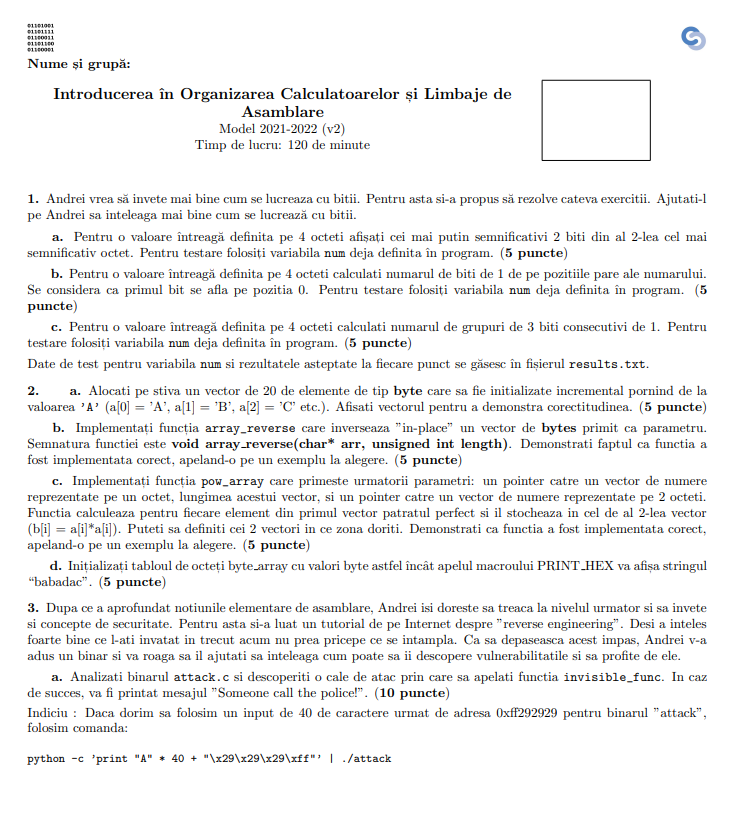 01101001
01101111
01100011
01101100
01100001
Nume și grupă:
Introducerea în Organizarea Calculatoarelor și Limbaje de
Asamblare
Model 2021-2022 (v2)
Timp de lucru: 120 de minute
1. Andrei vrea să invete mai bine cum se lucreaza cu bitii. Pentru asta si-a propus să rezolve cateva exercitii. Ajutati-l
pe Andrei sa inteleaga mai bine cum se lucrează cu bitii.
a. Pentru o valoare întreagă definita pe 4 octeti afișați cei mai putin semnificativi 2 biti din al 2-lea cel mai
semnificativ octet. Pentru testare folosiți variabila num deja definita în program. (5 puncte)
b. Pentru o valoare întreagă definita pe 4 octeti calculati numarul de biti de 1 de pe pozitiile pare ale numarului.
Se considera ca primul bit se afla pe pozitia 0. Pentru testare folosiți variabila num deja definita în program. (5
puncte)
c. Pentru o valoare întreagă definita pe 4 octeti calculati numarul de grupuri de 3 biti consecutivi de 1. Pentru
testare folosiți variabila num deja definita în program. (5 puncte)
Date de test pentru variabila num si rezultatele asteptate la fiecare punct se găsesc în fișierul results.txt.
2. a. Alocati pe stiva un vector de 20 de elemente de tip byte care sa fie initializate incremental pornind de la
valoarea 'A' (a[0] = 'A', a[1] = 'B', a[2] = 'C' etc.). Afisati vectorul pentru a demonstra corectitudinea. (5 puncte)
b. Implementați funcția array_reverse care inverseaza "in-place" un vector de bytes primit ca parametru.
Semnatura functiei este void array_reverse(char* arr, unsigned int length). Demonstrati faptul ca functia a
fost implementata corect, apeland-o pe un exemplu la alegere. (5 puncte)
c. Implementați funcția pow_array care primeste urmatorii parametri: un pointer catre un vector de numere
reprezentate pe un octet, lungimea acestui vector, si un pointer catre un vector de numere reprezentate pe 2 octeti.
Functia calculeaza pentru fiecare element din primul vector patratul perfect si il stocheaza in cel de al 2-lea vector
(b[i] = a[i]*a[i]). Puteti sa definiti cei 2 vectori in ce zona doriti. Demonstrati ca functia a fost implementata corect,
apeland-o pe un exemplu la alegere. (5 puncte)
d. Inițializați tabloul de octeți byte_array cu valori byte astfel încât apelul macroului PRINT_HEX va afișa stringul
“babadac”. (5 puncte)
3. Dupa ce a aprofundat notiunile elementare de asamblare, Andrei isi doreste sa treaca la nivelul urmator si sa invete
si concepte de securitate. Pentru asta si-a luat un tutorial de pe Internet despre "reverse engineering". Desi a inteles
foarte bine ce l-ati invatat in trecut acum nu prea pricepe ce se intampla. Ca sa depaseasca acest impas, Andrei v-a
adus un binar si va roaga sa il ajutati sa inteleaga cum poate sa ii descopere vulnerabilitatile si sa profite de ele.
a. Analizati binarul attack.c si descoperiti o cale de atac prin care sa apelati functia invisible_func. In caz
de succes, va fi printat mesajul "Someone call the police!". (10 puncte)
Indiciu : Daca dorim sa folosim un input de 40 de caractere urmat de adresa 0xff292929 pentru binarul "attack",
folosim comanda:
python -c 'print "A" * 40 + "\x29\x29\x29\xff"' | ./attack